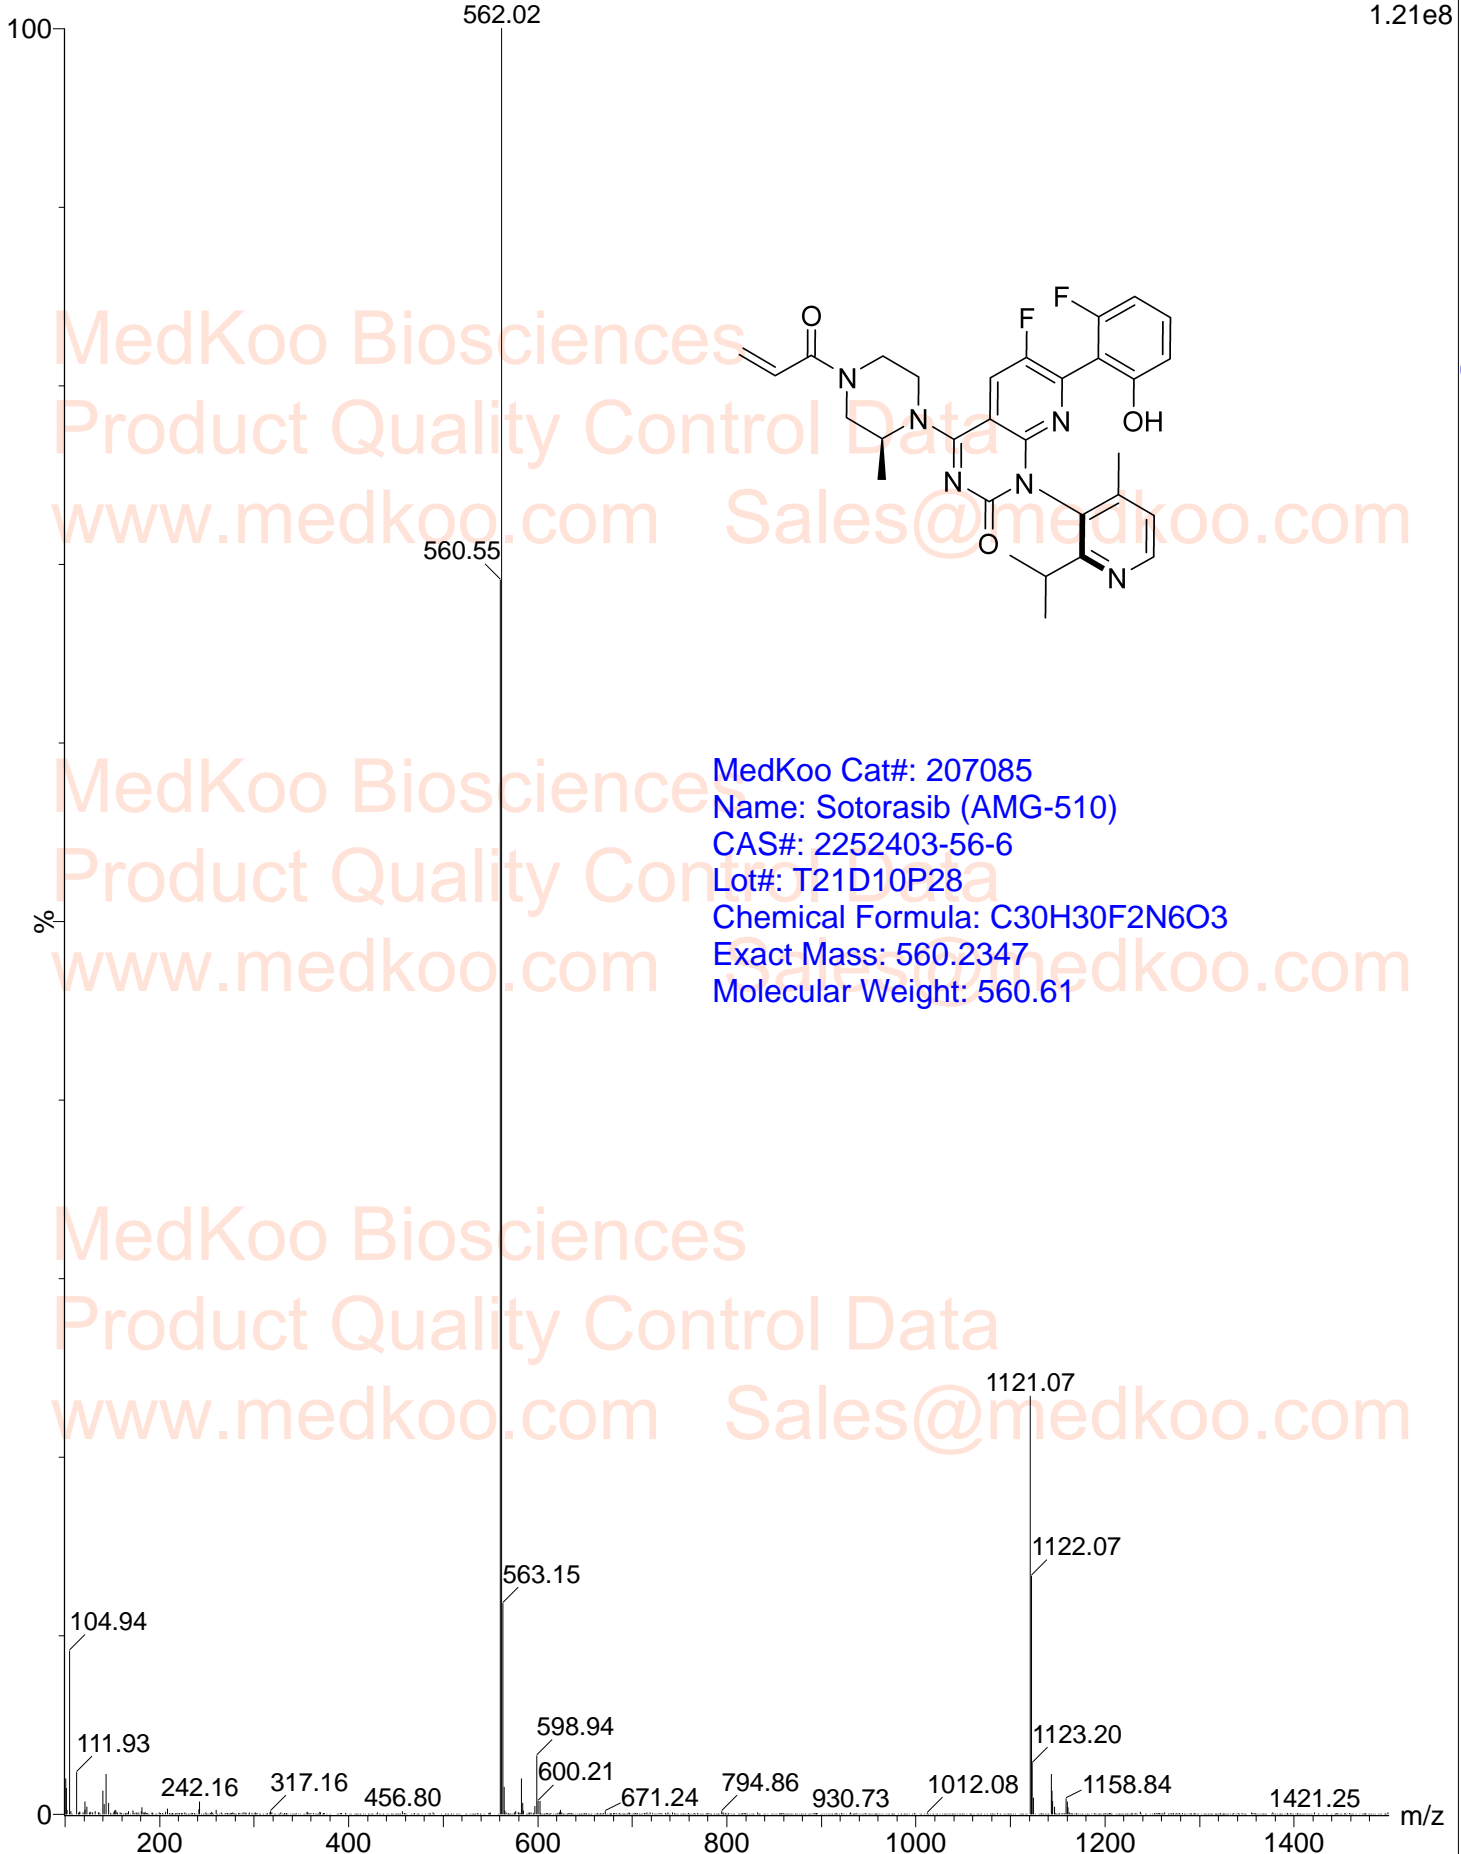 562.02
1.21e8
100
F
F
O
N
N
N
OH
N
N
O
N
MedKoo Biosciences
Product Quality Control Data
www.medkoo.com Sales@medkoo.com
560.55
MedKoo Biosciences
Product Quality Control Data
www.medkoo.com Sales@medkoo.com
MedKoo Cat#: 207085
Name: Sotorasib (AMG-510)
CAS#: 2252403-56-6
Lot#: T21D10P28
Chemical Formula: C30H30F2N6O3
Exact Mass: 560.2347
Molecular Weight: 560.61
%
MedKoo Biosciences
Product Quality Control Data
www.medkoo.com Sales@medkoo.com
1121.07
1122.07
563.15
104.94
598.94
1123.20
111.93
600.21
242.16
317.16
456.80
671.24
794.86
930.73
1012.08
1158.84
1421.25
0
m/z
200 400 600 800 1000 1200 1400